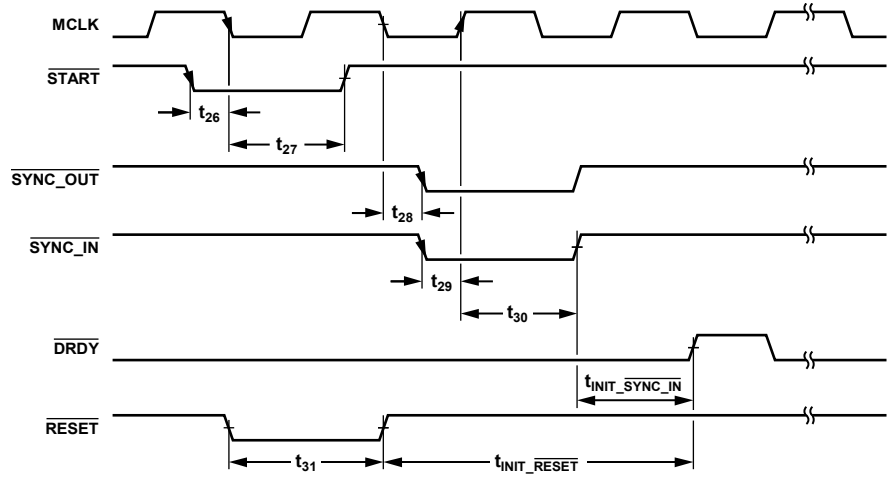 MCLK
START
t26
t27
SYNC_OUT
t28
SYNC_IN
t29
t30
DRDY
tINIT_SYNC_IN
RESET
t31
tINIT_RESET